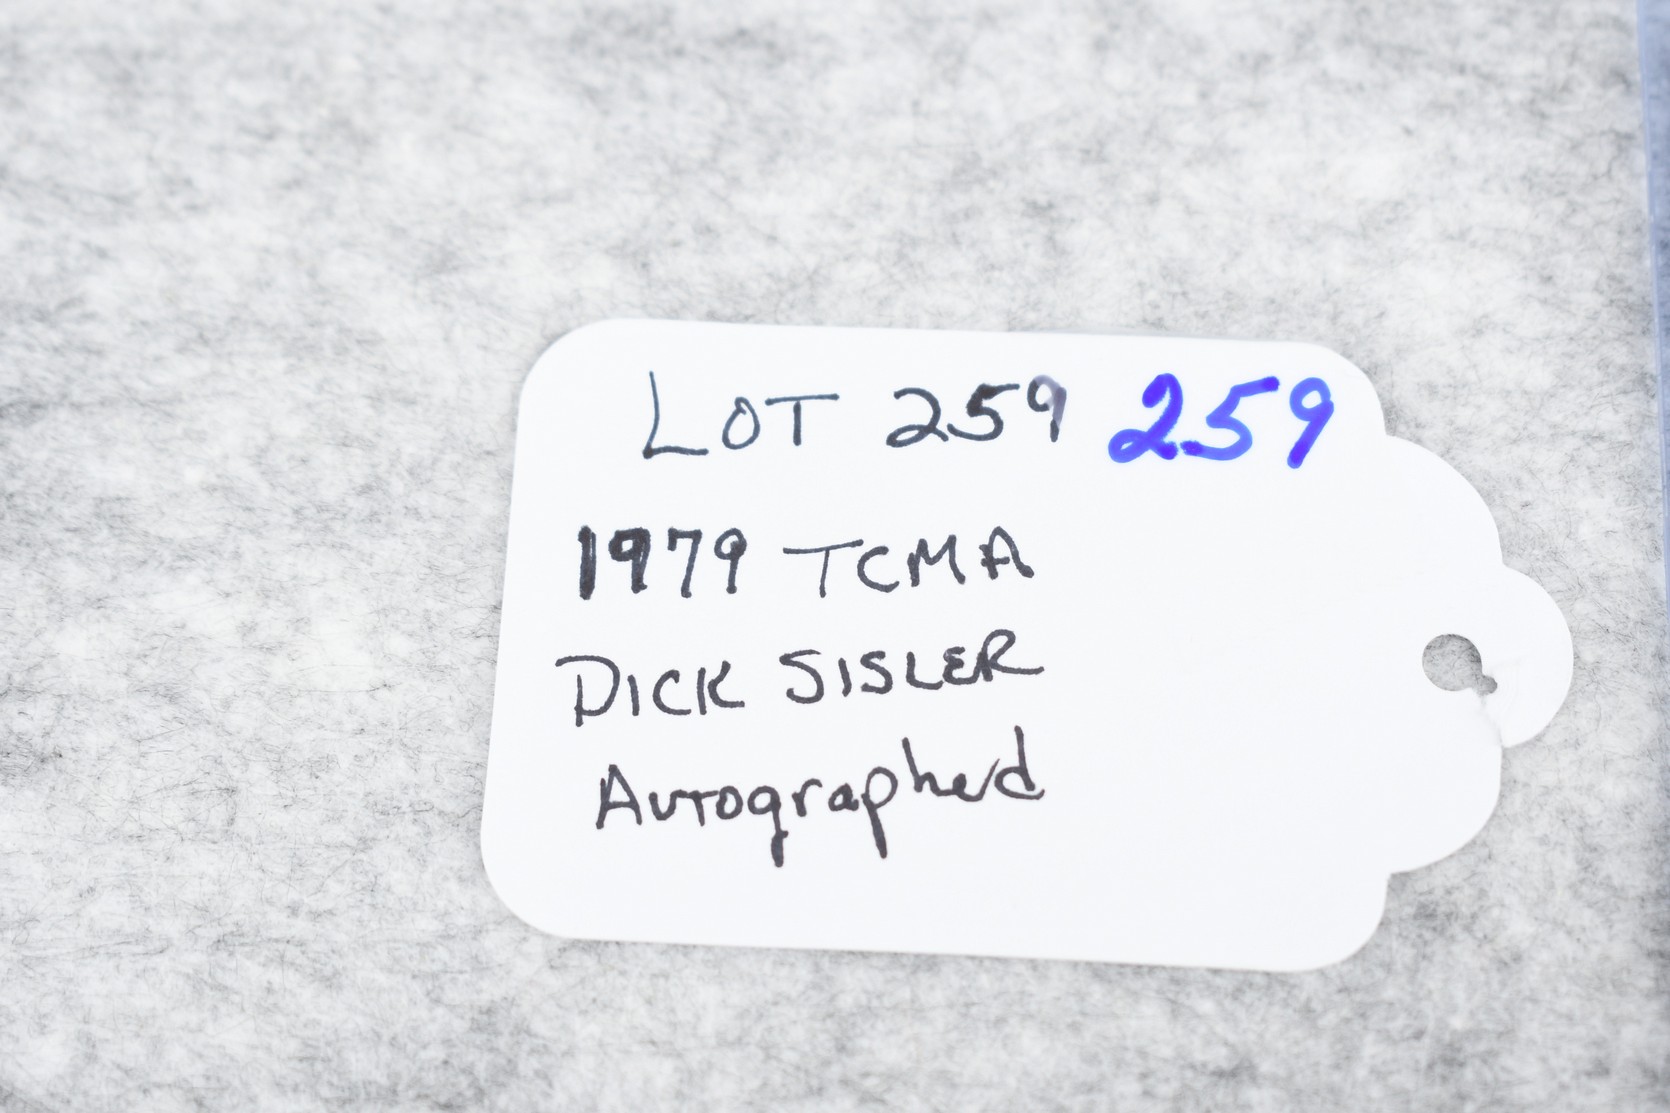 LOT 259 259
1979 TCMA
DICK SISLER
Autographed